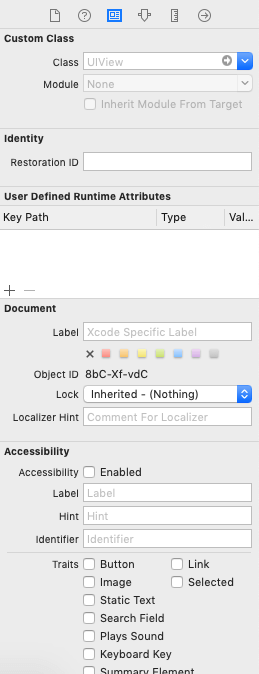 Custom Class
Class UIView
Module None
Inherit Module From Target
Identity
Restoration ID
User Defined Runtime Attributes
Key Path Type Val...
Document
Label Xcode Specific Label
Object ID 8bC-Xf-vdC
Lock Inherited - (Nothing)
Localizer Hint Comment For Localizer
Accessibility
Accessibility Enabled
Label Label
Hint Hint
Identifier Identifier
Traits Button Link
Image Selected
Static Text
Search Field
Plays Sound
Keyboard Key
Summary Element